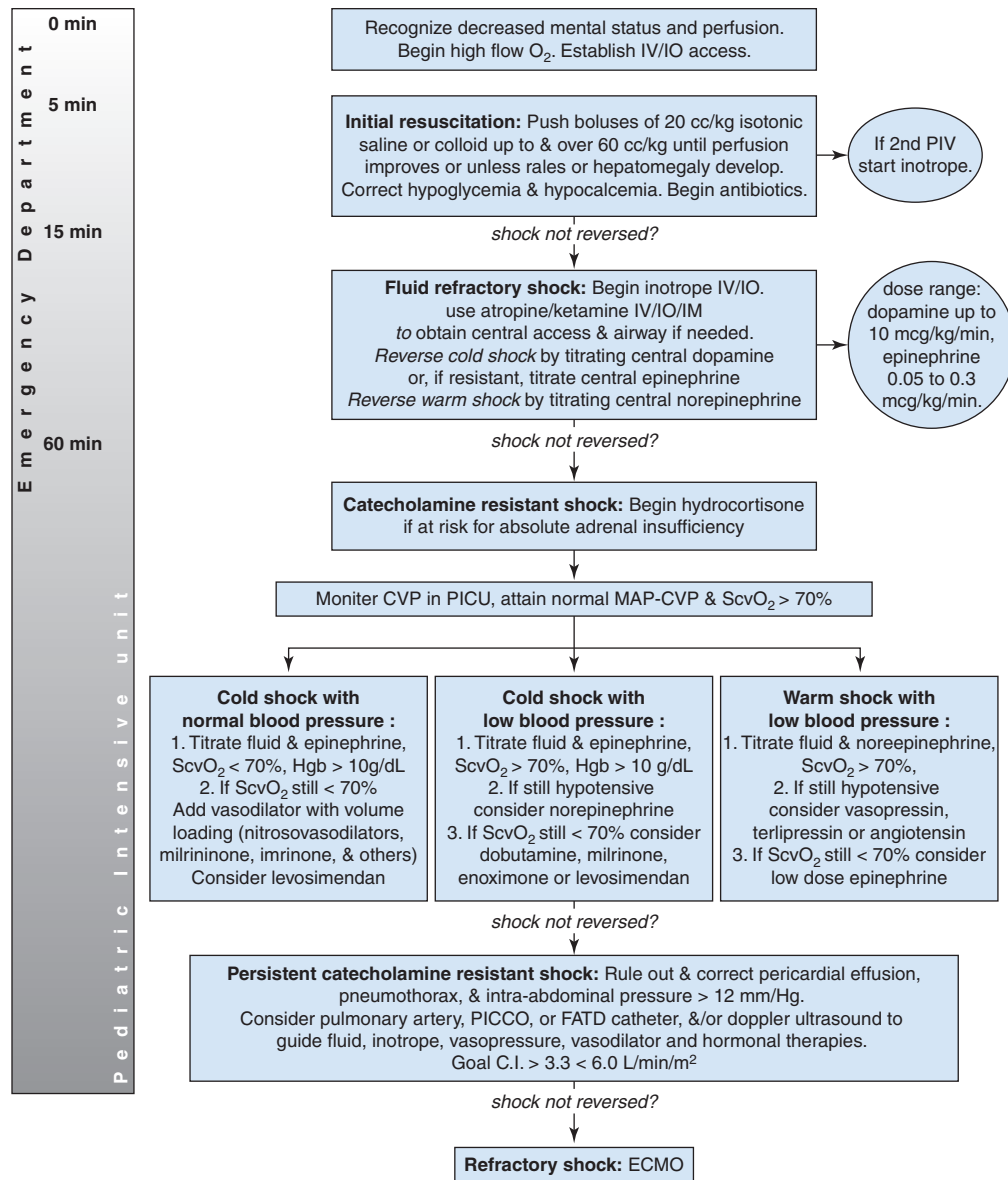 0 min
5 min
15 min
60 min
Emergency Department
Pediatric Intensive unit
Recognize decreased mental status and perfusion.
Begin high flow O₂. Establish IV/IO access.
Initial resuscitation: Push boluses of 20 cc/kg isotonic
saline or colloid up to & over 60 cc/kg until perfusion
improves or unless rales or hepatomegaly develop.
Correct hypoglycemia & hypocalcemia. Begin antibiotics.
If 2nd PIV
start inotrope.
shock not reversed?
Fluid refractory shock: Begin inotrope IV/IO.
use atropine/ketamine IV/IO/IM
to obtain central access & airway if needed.
Reverse cold shock by titrating central dopamine
or, if resistant, titrate central epinephrine
Reverse warm shock by titrating central norepinephrine
dose range:
dopamine up to
10 mcg/kg/min,
epinephrine
0.05 to 0.3
mcg/kg/min.
shock not reversed?
Catecholamine resistant shock: Begin hydrocortisone
if at risk for absolute adrenal insufficiency
Moniter CVP in PICU, attain normal MAP-CVP & ScvO₂ > 70%
Cold shock with
normal blood pressure :
1. Titrate fluid & epinephrine,
ScvO₂ < 70%, Hgb > 10g/dL
2. If ScvO₂ still < 70%
Add vasodilator with volume
loading (nitrosovasodilators,
milrininone, imrinone, & others)
Consider levosimendan
Cold shock with
low blood pressure :
1. Titrate fluid & epinephrine,
ScvO₂ > 70%, Hgb > 10 g/dL
2. If still hypotensive
consider norepinephrine
3. If ScvO₂ still < 70% consider
dobutamine, milrinone,
enoximone or levosimendan
Warm shock with
low blood pressure :
1. Titrate fluid & noreepinephrine,
ScvO₂ > 70%,
2. If still hypotensive
consider vasopressin,
terlipressin or angiotensin
3. If ScvO₂ still < 70% consider
low dose epinephrine
shock not reversed?
Persistent catecholamine resistant shock: Rule out & correct pericardial effusion,
pneumothorax, & intra-abdominal pressure > 12 mm/Hg.
Consider pulmonary artery, PICCO, or FATD catheter, &/or doppler ultrasound to
guide fluid, inotrope, vasopressure, vasodilator and hormonal therapies.
Goal C.I. > 3.3 < 6.0 L/min/m²
shock not reversed?
Refractory shock: ECMO